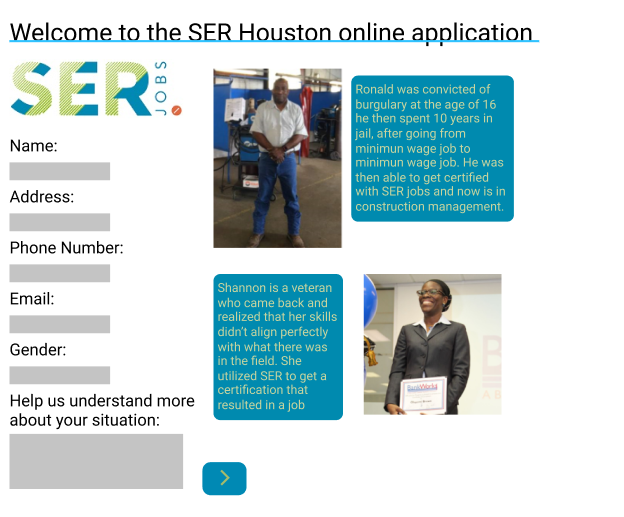 Welcome to the SER Houston online application
SER
JOBS
Name:
Address:
Phone Number:
Email:
Gender:
Help us understand more
about your situation:
Ronald was convicted of
burgulary at the age of 16
he then spent 10 years in
jail, after going from
minimun wage job to
minimun wage job. He was
then able to get certified
with SER jobs and now is in
construction management.
Shannon is a veteran
who came back and
realized that her skills
didn't align perfectly
with what there was
in the field. She
utilized SER to get a
certification that
resulted in a job
BankWorks